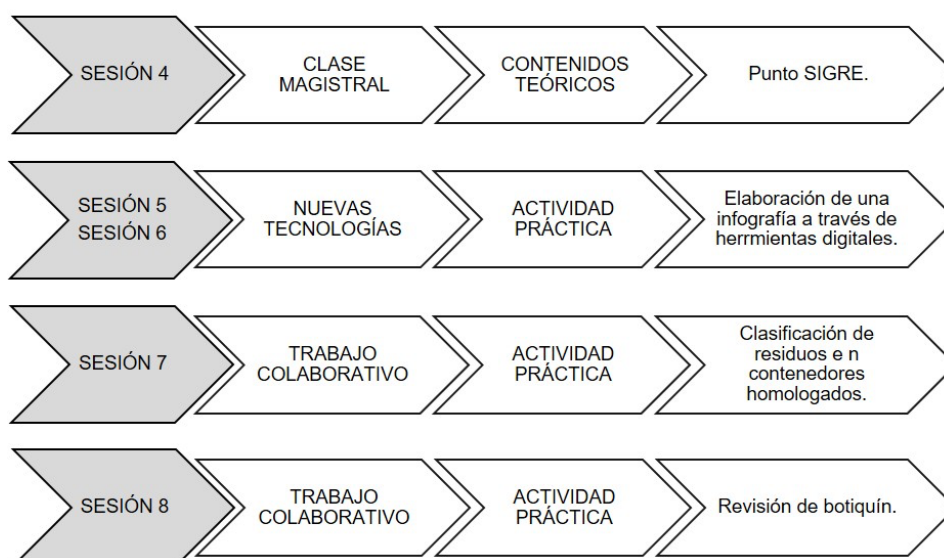 SESIÓN 4
CLASE
MAGISTRAL
CONTENIDOS
TEÓRICOS
Punto SIGRE.
SESIÓN 5
SESIÓN 6
NUEVAS
TECNOLOGÍAS
ACTIVIDAD
PRÁCTICA
Elaboración de una
infografía a través de
herrmientas digitales.
SESIÓN 7
TRABAJO
COLABORATIVO
ACTIVIDAD
PRÁCTICA
Clasificación de
residuos e n
contenedores
homologados.
SESIÓN 8
TRABAJO
COLABORATIVO
ACTIVIDAD
PRÁCTICA
Revisión de botiquín.